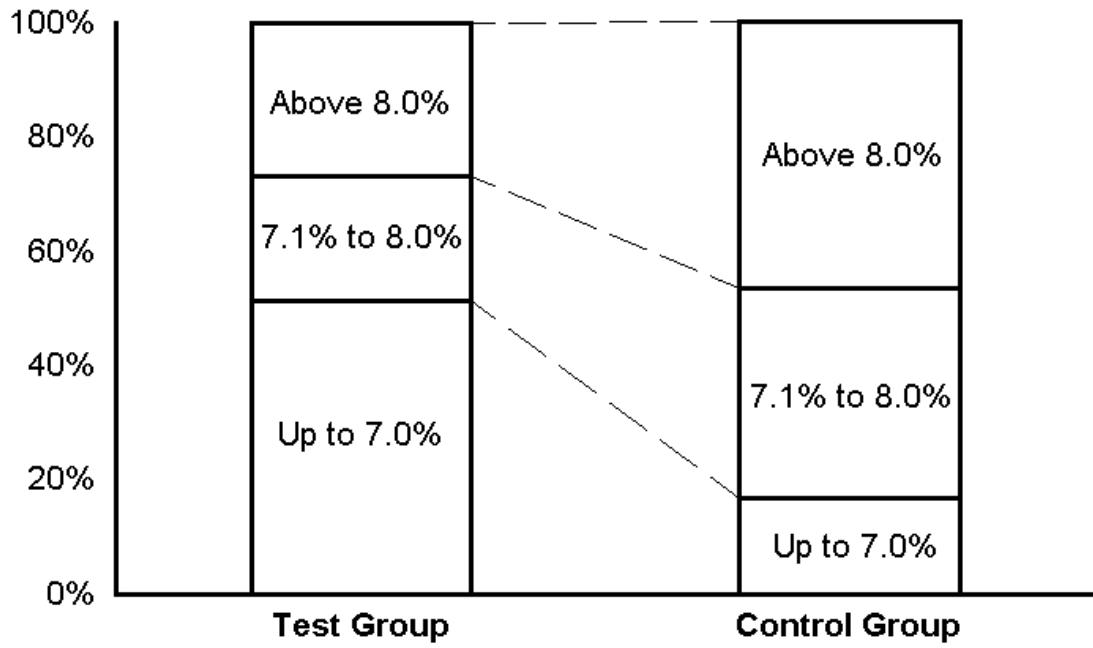 100%
80%
60%
40%
20%
0%
Above 8.0%
7.1% to 8.0%
Up to 7.0%
Above 8.0%
7.1% to 8.0%
Up to 7.0%
Test Group
Control Group